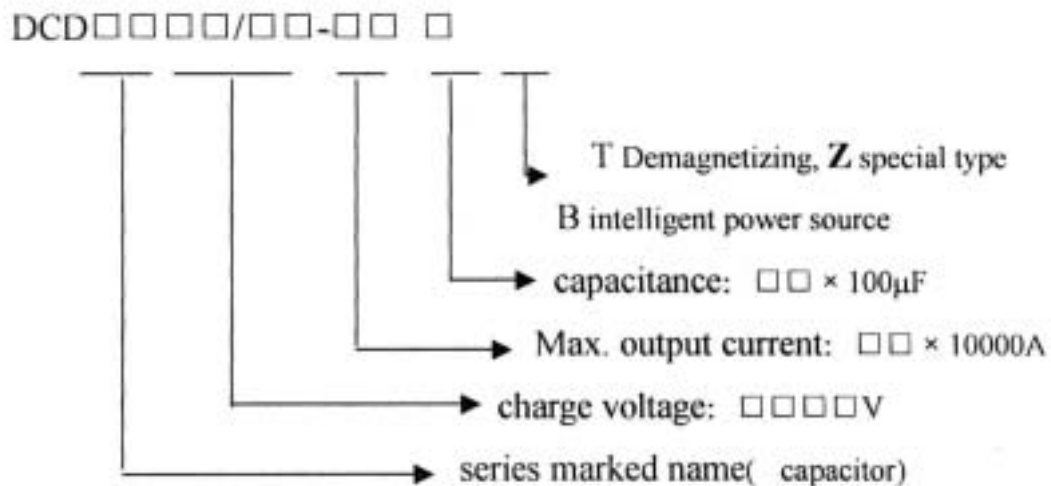 DCD□□□□/□□-□□ □
T Demagnetizing, Z special type
B intelligent power source
capacitance: □□ × 100μF
Max. output current: □□ × 10000A
charge voltage: □□□□V
series marked name( capacitor)